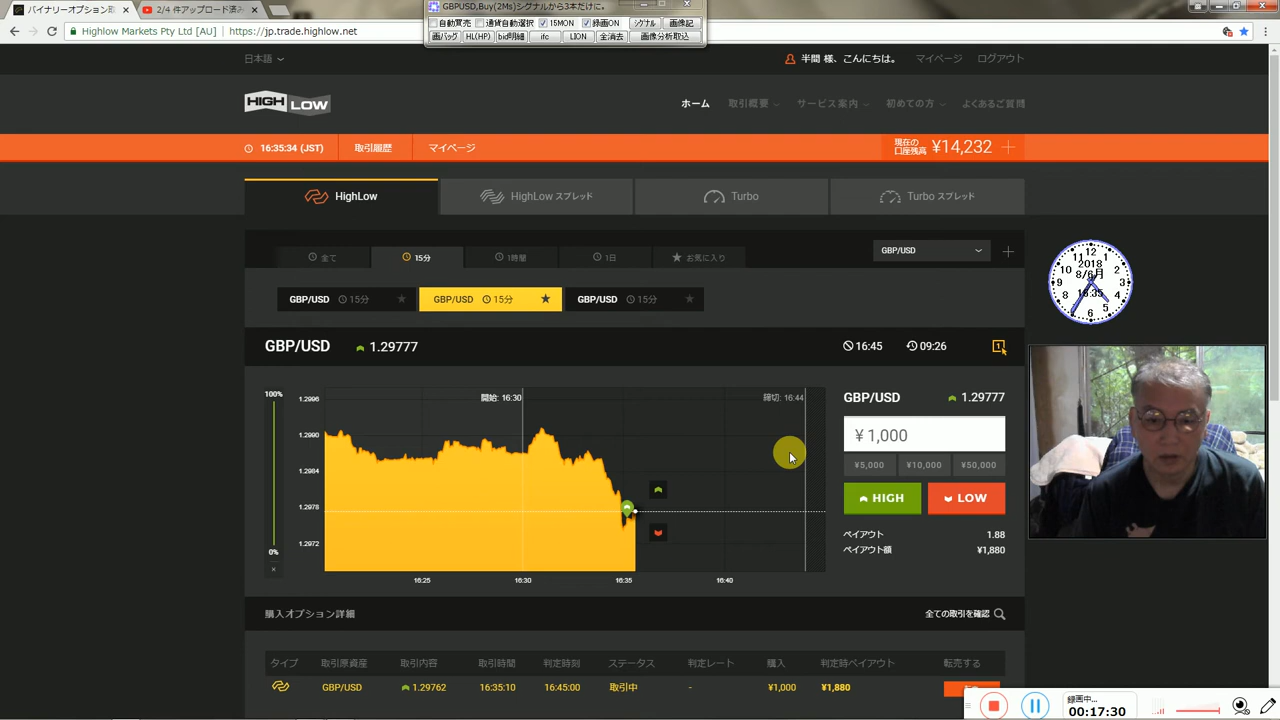 バイナリーオプション取
2/4 件アップロード済み
GBPUSD,Buy(2Ms)シグナルから3本だけに。
自動買売 通貨自動選択 15MON 録画ON シグナル 画像記
画バッグ HL(HP) bid明細 ifc LION 全消去 画像分析取込
Highlow Markets Pty Ltd [AU] https://jp.trade.highlow.net
日本語 半間 様、こんにちは。 マイページ ログアウト
HIGH LOW
ホーム 取引概要 サービス案内 初めての方 よくあるご質問
16:35:34 (JST) 取引履歴 マイページ 現在の口座残高 ¥14,232
HighLow HighLow スプレッド Turbo Turbo スプレッド
全て 15分 1時間 1日 お気に入り GBP/USD
GBP/USD 15分 GBP/USD 15分 GBP/USD 15分
GBP/USD 1.29777 16:45 09:26 1
100%
0%
×
1.2996
1.2990
1.2984
1.2978
1.2972
開始: 16:30 締切: 16:44
16:25 16:30 16:35 16:40
GBP/USD 1.29777
¥ 1,000
¥5,000 ¥10,000 ¥50,000
HIGH LOW
ペイアウト 1.88
ペイアウト額 ¥1,880
12 1 2 3 4 5 6 7 8 9 10 11
2018
8/6月
16:35
購入オプション詳細 全ての取引を確認
タイプ 取引原資産 取引内容 取引時間 判定時刻 ステータス 判定レート 購入 判定時ペイアウト 転売する
GBP/USD 1.29762 16:35:10 16:45:00 取引中 - ¥1,000 ¥1,880
録画中...
00:17:30